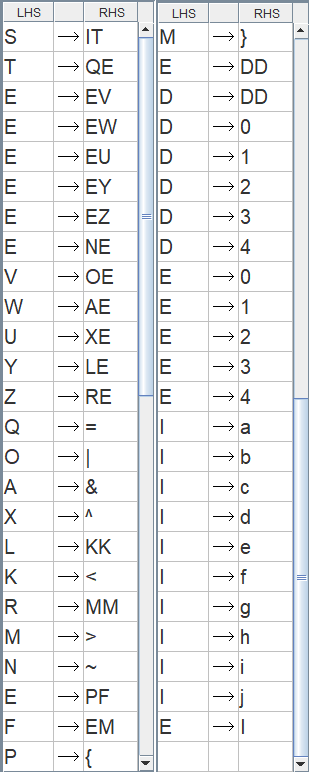 LHS RHS
S → IT
T → QE
E → EV
E → EW
E → EU
E → EY
E → EZ
E → NE
V → OE
W → AE
U → XE
Y → LE
Z → RE
Q → =
O → |
A → &
X → ^
L → KK
K → <
R → MM
M → >
N → ~
E → PF
F → EM
P → {
LHS RHS
M → }
E → DD
D → DD
D → 0
D → 1
D → 2
D → 3
D → 4
E → 0
E → 1
E → 2
E → 3
E → 4
I → a
I → b
I → c
I → d
I → e
I → f
I → g
I → h
I → i
I → j
E → I